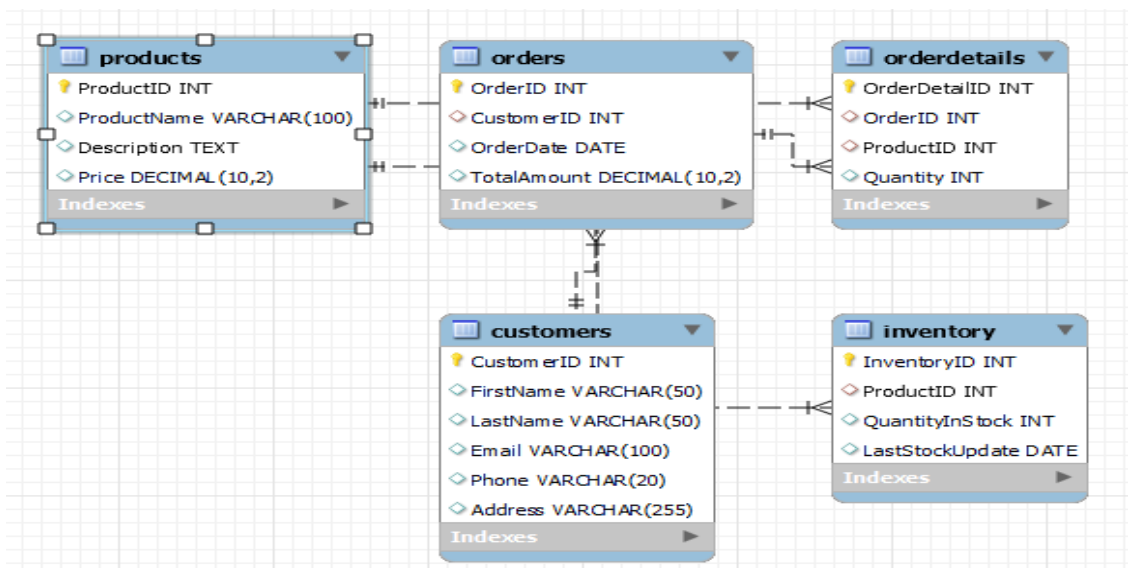 products
ProductID INT
ProductName VARCHAR(100)
Description TEXT
Price DECIMAL(10,2)
Indexes
orders
OrderID INT
CustomerID INT
OrderDate DATE
TotalAmount DECIMAL(10,2)
Indexes
orderdetails
OrderDetailID INT
OrderID INT
ProductID INT
Quantity INT
Indexes
customers
CustomerID INT
FirstName VARCHAR(50)
LastName VARCHAR(50)
Email VARCHAR(100)
Phone VARCHAR(20)
Address VARCHAR(255)
Indexes
inventory
InventoryID INT
ProductID INT
QuantityInStock INT
LastStockUpdate DATE
Indexes